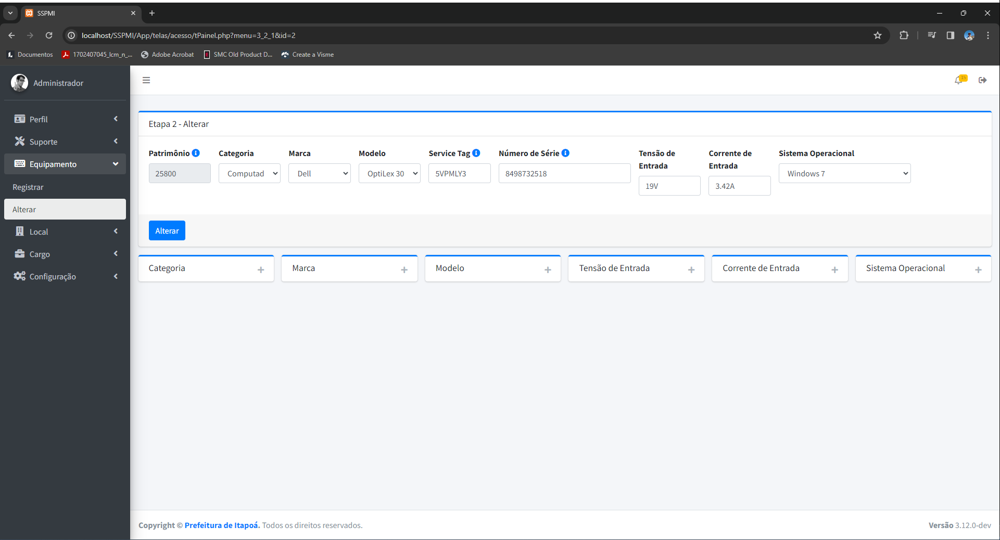 SSPMI
localhost/SSPMI/App/telas/acesso/tPainel.php?menu=3_2_1&id=2
Documentos
1702407045_lcm_n_...
Adobe Acrobat
SMC Old Product D...
Create a Visme
Administrador
15
Perfil
Suporte
Equipamento
Registrar
Alterar
Local
Cargo
Configuração
Etapa 2 - Alterar
Patrimônio
25800
Categoria
Computad
Marca
Dell
Modelo
OptiLex 30
Service Tag
5VPMLY3
Número de Série
8498732518
Tensão de
Entrada
19V
Corrente de
Entrada
3.42A
Sistema Operacional
Windows 7
Alterar
Categoria
Marca
Modelo
Tensão de Entrada
Corrente de Entrada
Sistema Operacional
Copyright © Prefeitura de Itapoá. Todos os direitos reservados.
Versão 3.12.0-dev